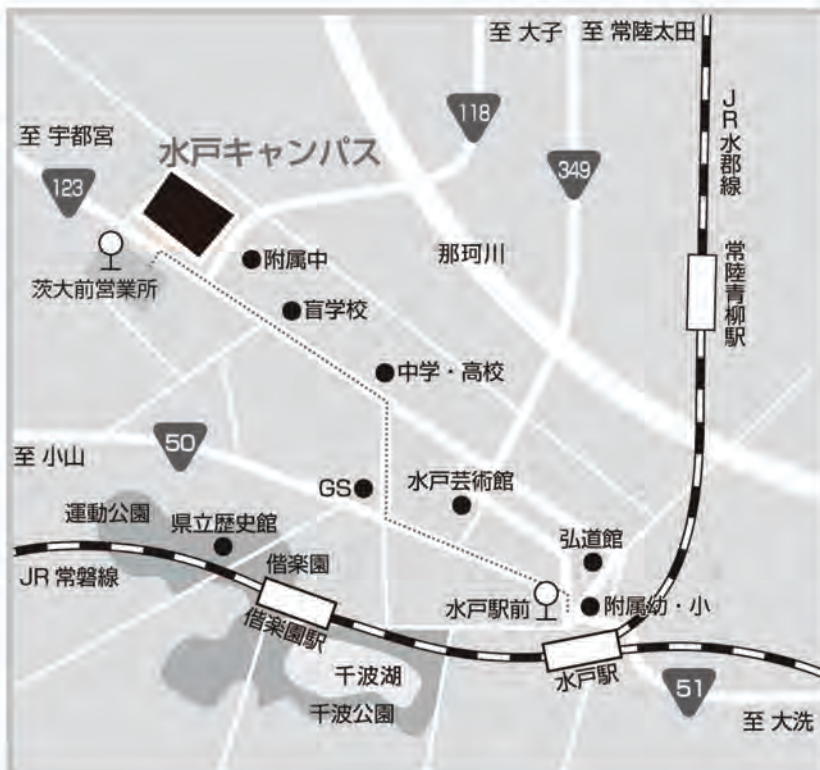 至 大子
至 常陸太田
118
JR水郡線
至 宇都宮
水戸キャンパス
123
349
那珂川
附属中
常陸青柳駅
茨大前営業所
盲学校
中学・高校
50
至 小山
GS
水戸芸術館
運動公園
県立歴史館
弘道館
偕楽園
JR 常磐線
水戸駅前
附属幼・小
偕楽園駅
千波湖
水戸駅
51
千波公園
至 大洗